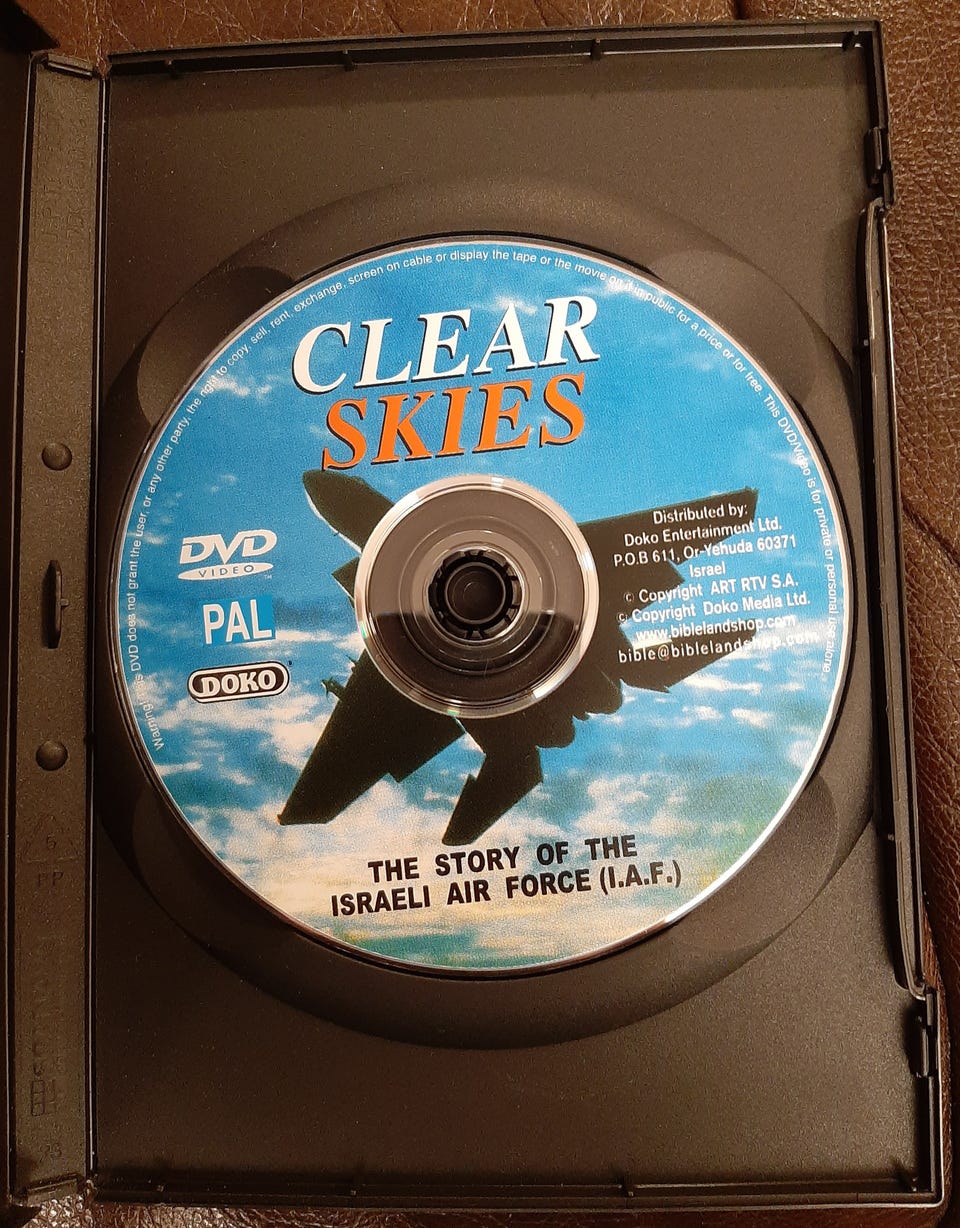 Warning: this DVD does not grant the user, or any other party, the right to copy, sell, rent, exchange, screen on cable or display the tape or the movie on it in public for a price or for free. This DVD/Video is for private or personal use alone.
CLEAR
SKIES
DVD
VIDEO™
PAL
DOKO
Distributed by:
Doko Entertainment Ltd.
P.O.B 611, Or-Yehuda 60371
Israel
© Copyright ART RTV S.A.
© Copyright Doko Media Ltd.
www.biblelandshop.com
bible@biblelandshop.com
THE STORY OF THE
ISRAELI AIR FORCE (I.A.F.)